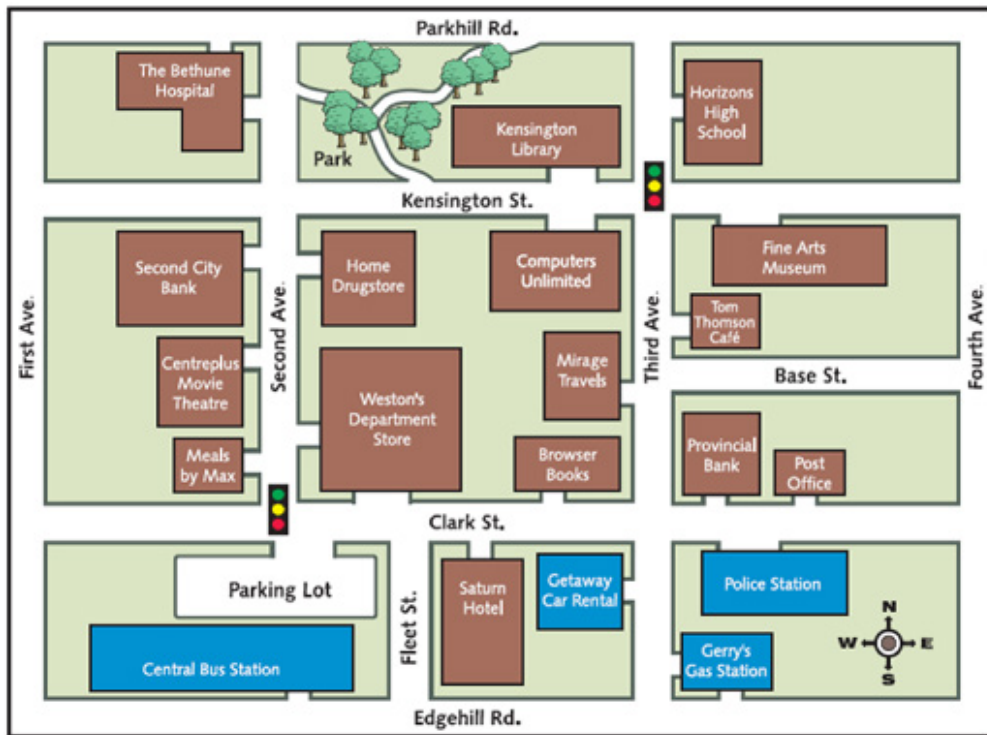 Parkhill Rd.
The Bethune
Hospital
Park
Kensington
Library
Horizons
High
School
Kensington St.
Second City
Bank
Home
Drugstore
Computers
Unlimited
Fine Arts
Museum
Tom
Thomson
Café
First Ave.
Centreplus
Movie
Theatre
Second Ave.
Weston's
Department
Store
Mirage
Travels
Third Ave.
Base St.
Fourth Ave.
Meals
by Max
Browser
Books
Provincial
Bank
Post
Office
Clark St.
Parking Lot
Central Bus Station
Fleet St.
Saturn
Hotel
Getaway
Car Rental
Police Station
Gerry's
Gas Station
N
W E
S
Edgehill Rd.